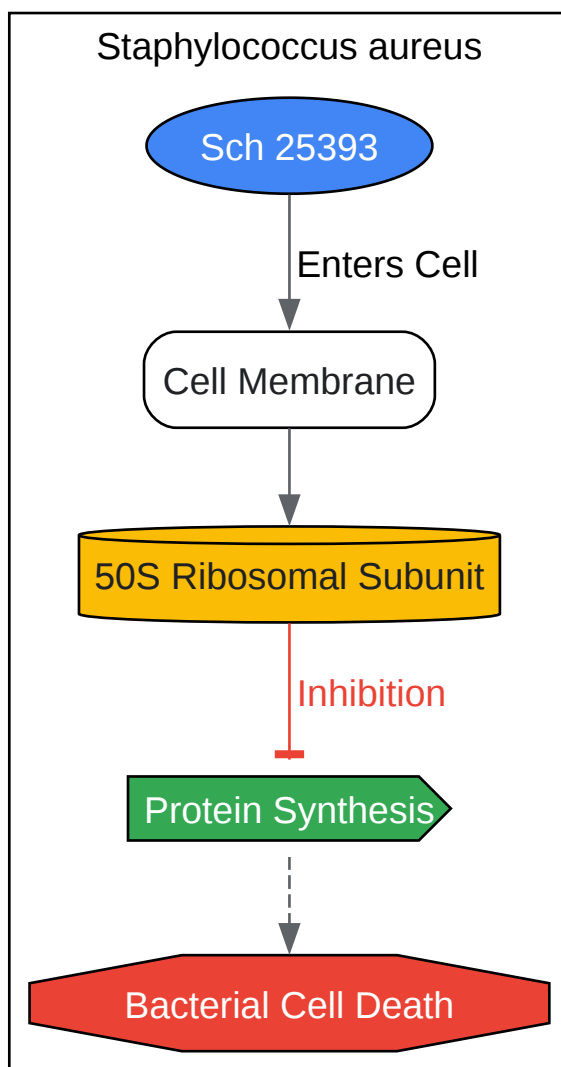 Staphylococcus aureus
Sch 25393
Enters Cell
Cell Membrane
50S Ribosomal Subunit
Inhibition
Protein Synthesis
Bacterial Cell Death